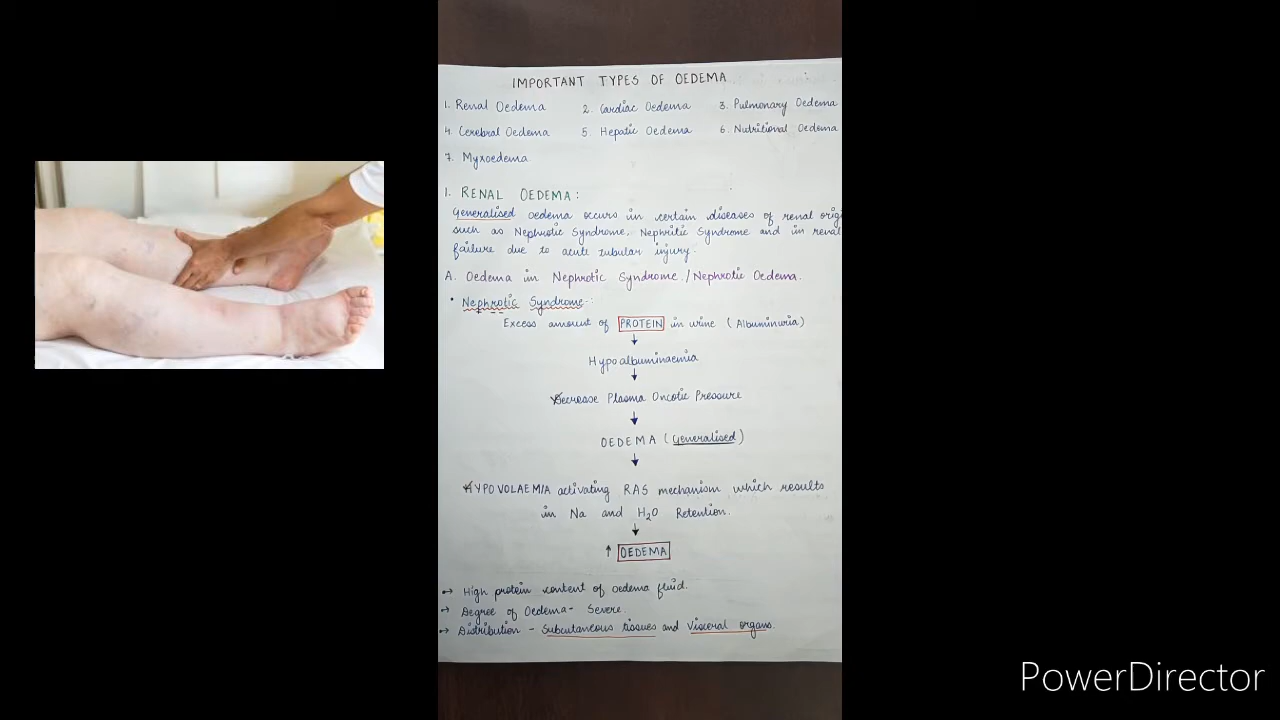 IMPORTANT TYPES OF OEDEMA
1. Renal Oedema 2. Cardiac Oedema 3. Pulmonary Oedema
4. Cerebral Oedema 5. Hepatic Oedema 6. Nutritional Oedema
7. Myxoedema
1. RENAL OEDEMA:
Generalised oedema occurs in certain diseases of renal origi
such as Nephrotic Syndrome, Nephritic Syndrome and in renal
failure due to acute tubular injury.
A. Oedema in Nephrotic Syndrome./Nephrotic Oedema.
• Nephrotic Syndrome-:
Excess amount of PROTEIN in urine (Albuminuria)
↓
Hypoalbuminaemia
↓
Decrease Plasma Oncotic Pressure
↓
OEDEMA (Generalised)
↓
HYPOVOLAEMIA activating RAS mechanism which results
in Na and H₂O Retention.
↓
↑ OEDEMA
↦ High protein content of oedema fluid.
↦ Degree of Oedema- Severe.
↦ Distribution - Subcutaneous tissues and Visceral organs.
PowerDirector